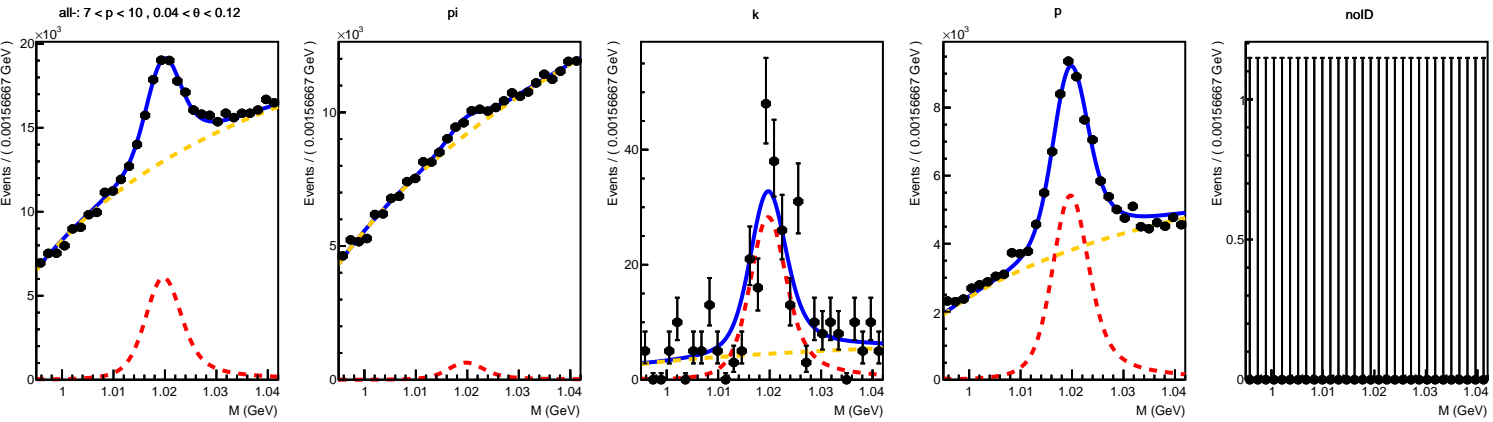 all-: 7 < p < 10 , 0.04 < θ < 0.12
×10³
Events / ( 0.00156667 GeV )
20
15
10
5
0
1 1.01 1.02 1.03 1.04
M (GeV)
pi
×10³
Events / ( 0.00156667 GeV )
10
5
0
1 1.01 1.02 1.03 1.04
M (GeV)
k
Events / ( 0.00156667 GeV )
40
20
0
1 1.01 1.02 1.03 1.04
M (GeV)
p
×10³
Events / ( 0.00156667 GeV )
8
6
4
2
0
1 1.01 1.02 1.03 1.04
M (GeV)
noID
Events / ( 0.00156667 GeV )
1
0.5
0
1 1.01 1.02 1.03 1.04
M (GeV)